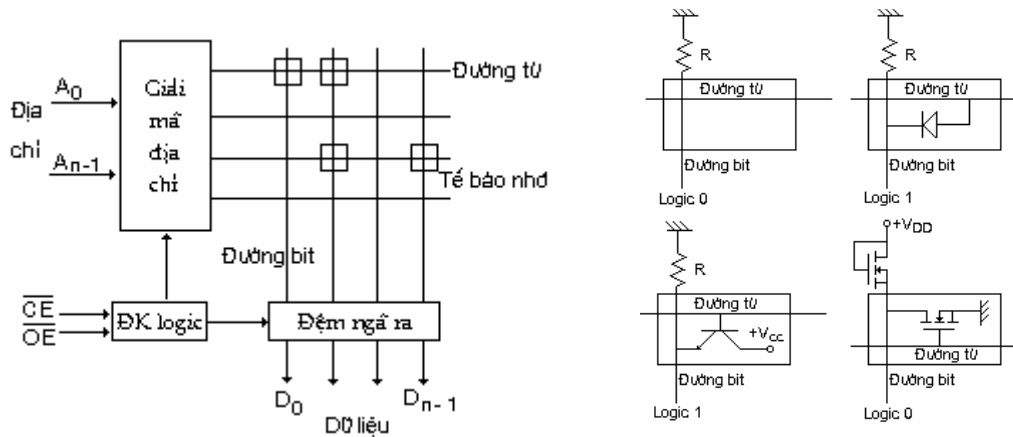 Địa chỉ
A0
An-1
Giải mã địa chỉ
Đường từ
Tế bào nhớ
Đường bit
CE
OE
ĐK logic
Đệm ngã ra
D0
Dn-1
Dữ liệu
R
Đường từ
Đường bit
Logic 0
R
Đường từ
Đường bit
Logic 1
R
Đường từ
+Vcc
Đường bit
Logic 1
+VDD
Đường từ
Đường bit
Logic 0